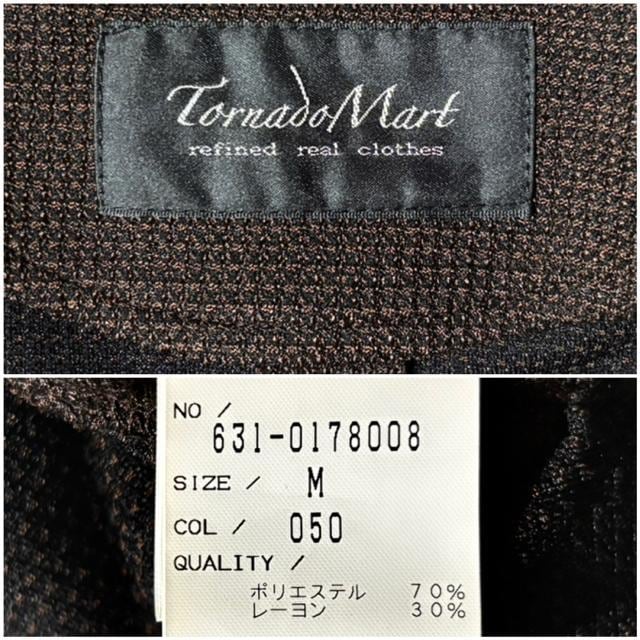 TornadoMart
refined real clothes
NO /
631-0178008
SIZE / M
COL / 050
QUALITY /
ポリエステル 70%
レーヨン 30%